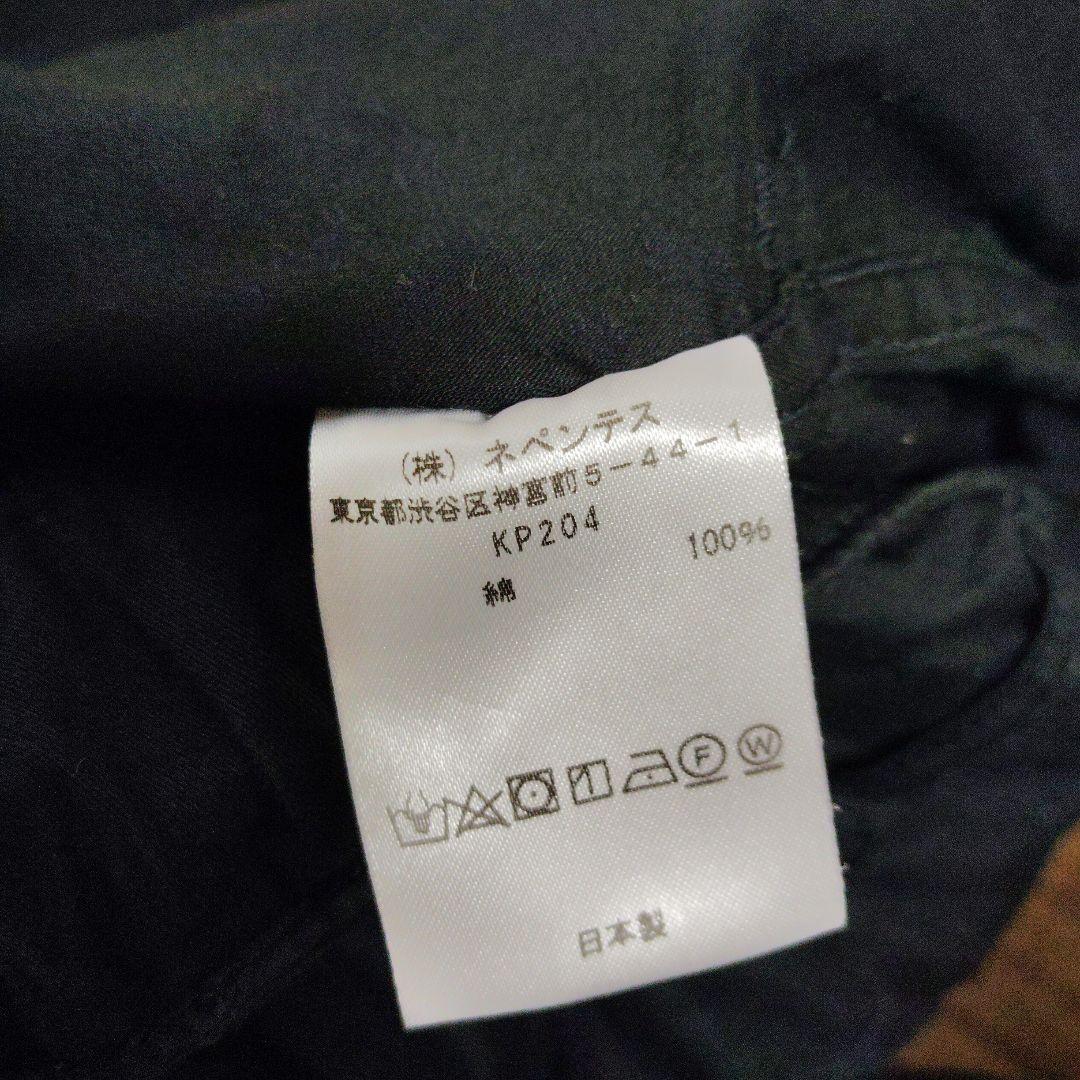 (株) ネペンテス
東京都渋谷区神宮前5-44-1
KP204
綿 100%
F W
日本製